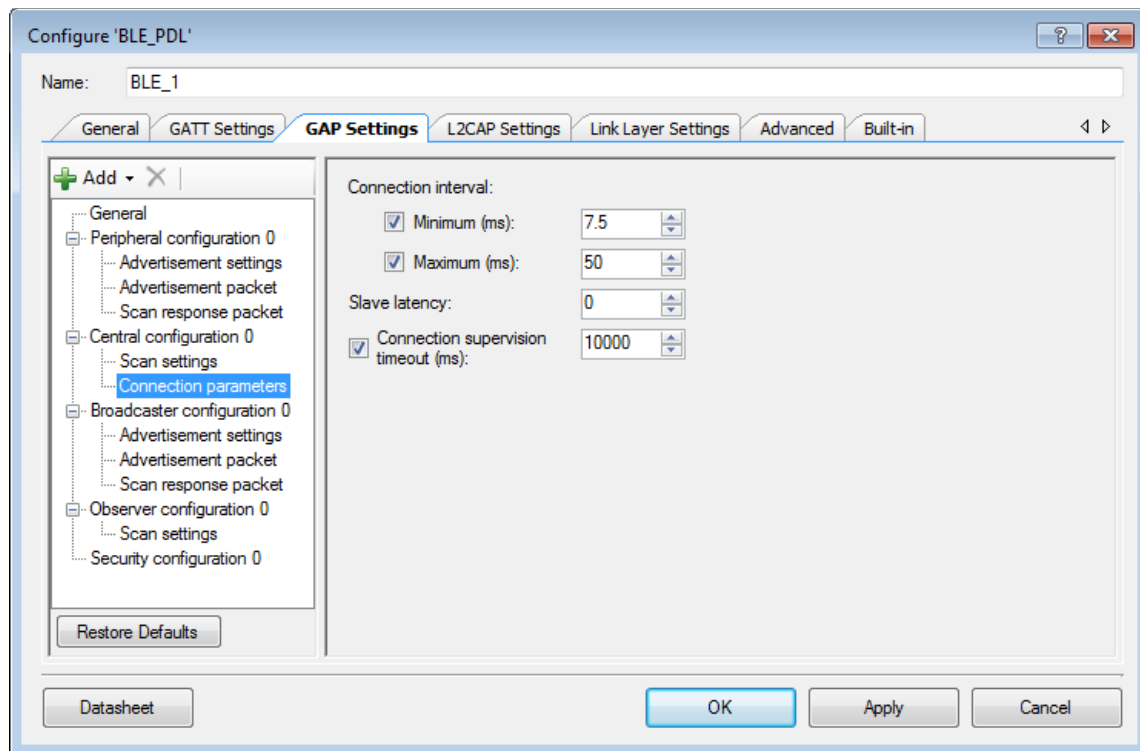 Configure 'BLE_PDL'
Name: BLE_1
General GATT Settings GAP Settings L2CAP Settings Link Layer Settings Advanced Built-in
Add
General
Peripheral configuration 0
Advertisement settings
Advertisement packet
Scan response packet
Central configuration 0
Scan settings
Connection parameters
Broadcaster configuration 0
Advertisement settings
Advertisement packet
Scan response packet
Observer configuration 0
Scan settings
Security configuration 0
Restore Defaults
Connection interval:
Minimum (ms): 7.5
Maximum (ms): 50
Slave latency: 0
Connection supervision
timeout (ms): 10000
Datasheet OK Apply Cancel